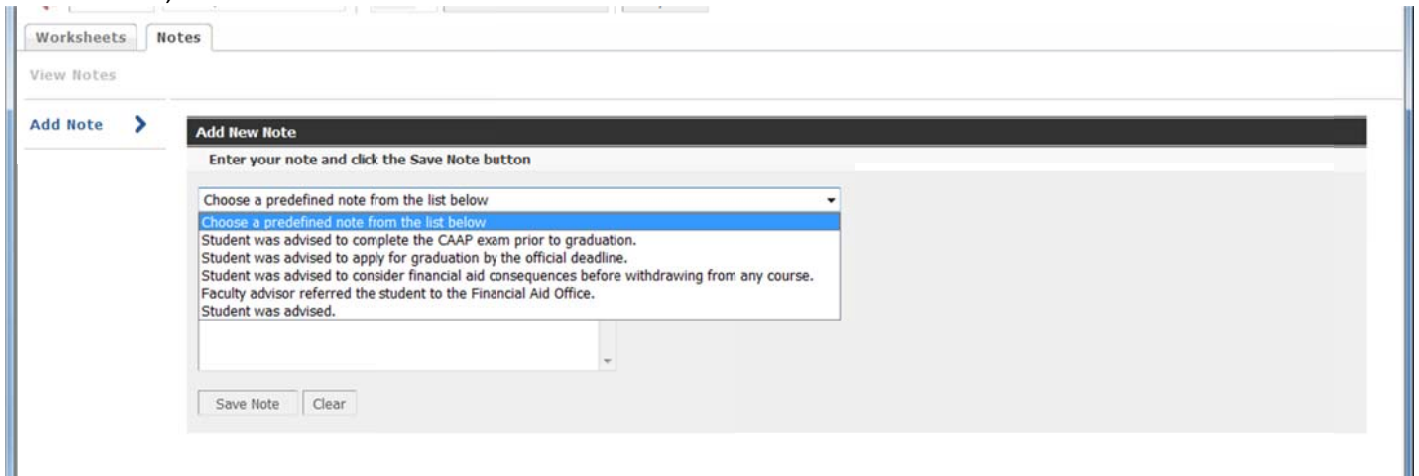 Worksheets Notes
View Notes
Add Note
Add New Note
Enter your note and click the Save Note button
Choose a predefined note from the list below
Choose a predefined note from the list below
Student was advised to complete the CAAP exam prior to graduation.
Student was advised to apply for graduation by the official deadline.
Student was advised to consider financial aid consequences before withdrawing from any course.
Faculty advisor referred the student to the Financial Aid Office.
Student was advised.
Save Note Clear